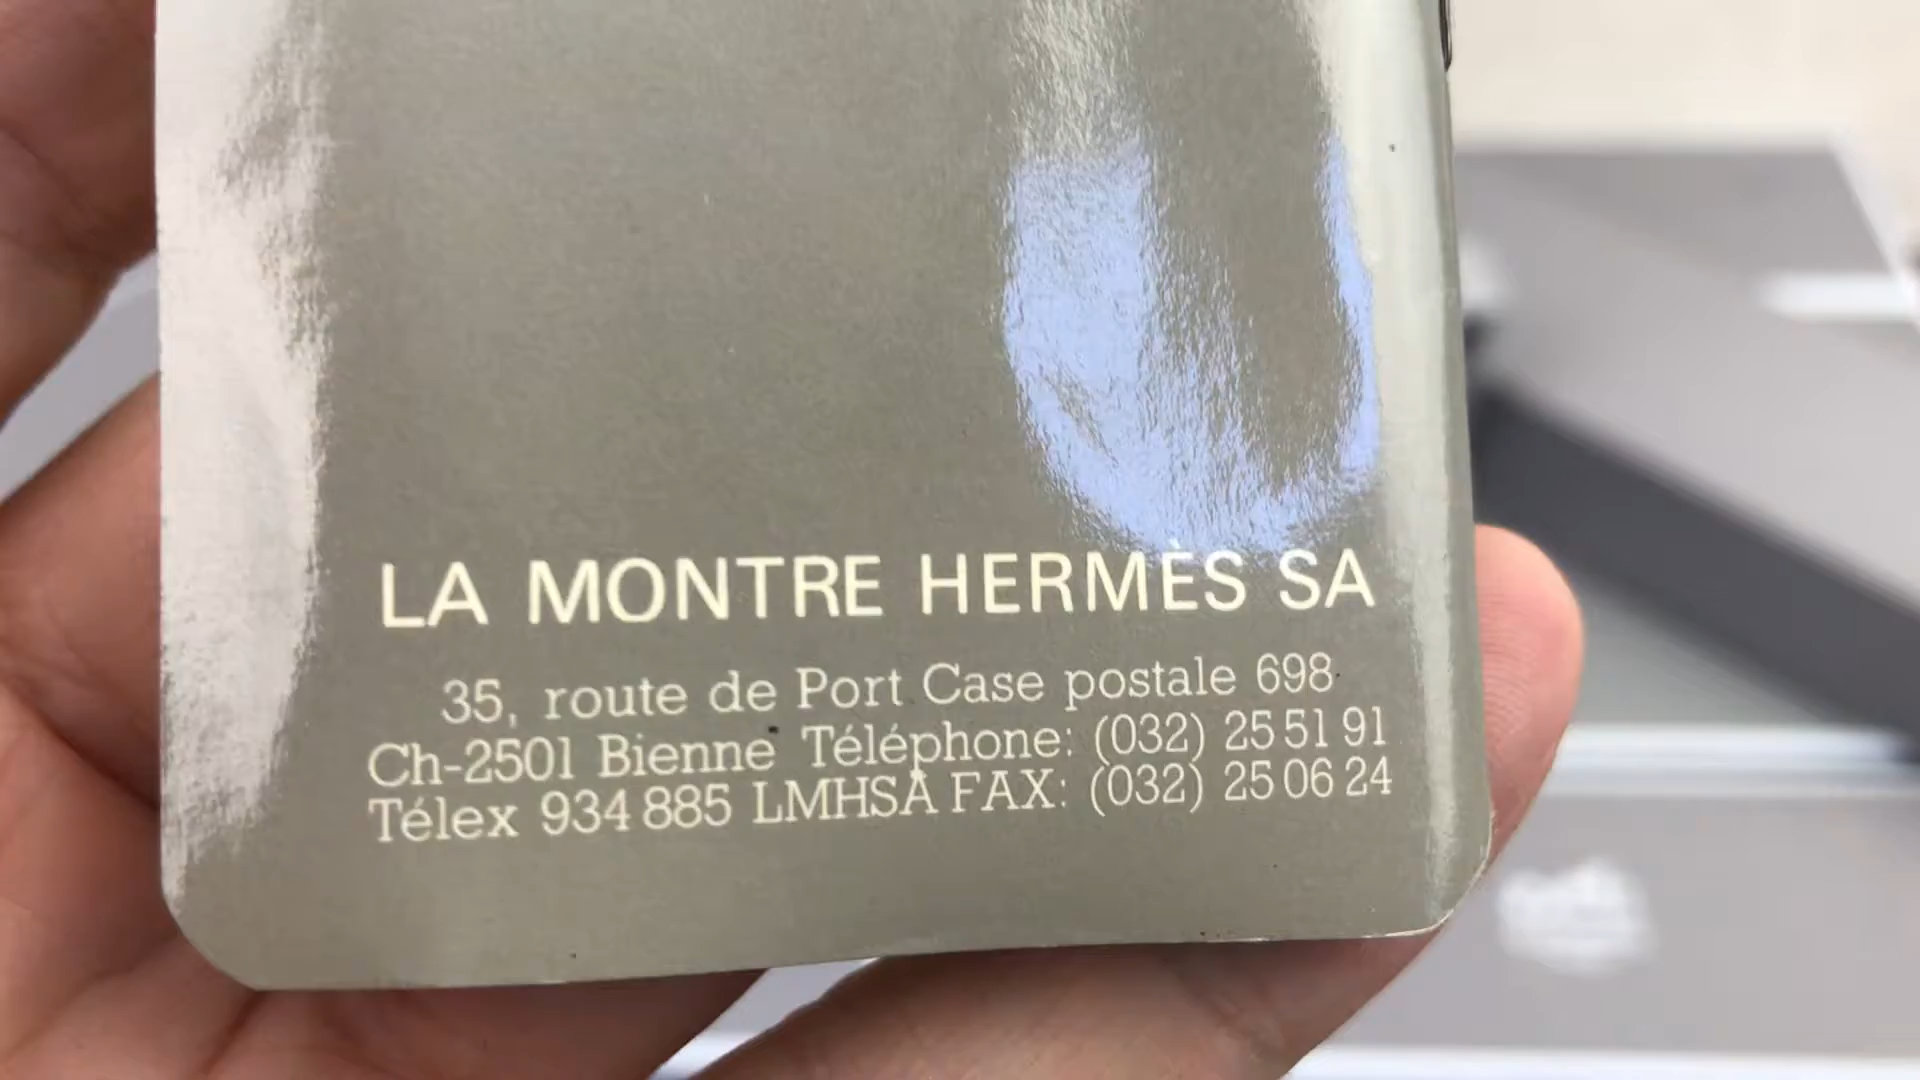 LA MONTRE HERMÈS SA
35, route de Port Case postale 698
Ch-2501 Bienne Téléphone: (032) 25 51 91
Télex 934 885 LMHSA FAX: (032) 25 06 24